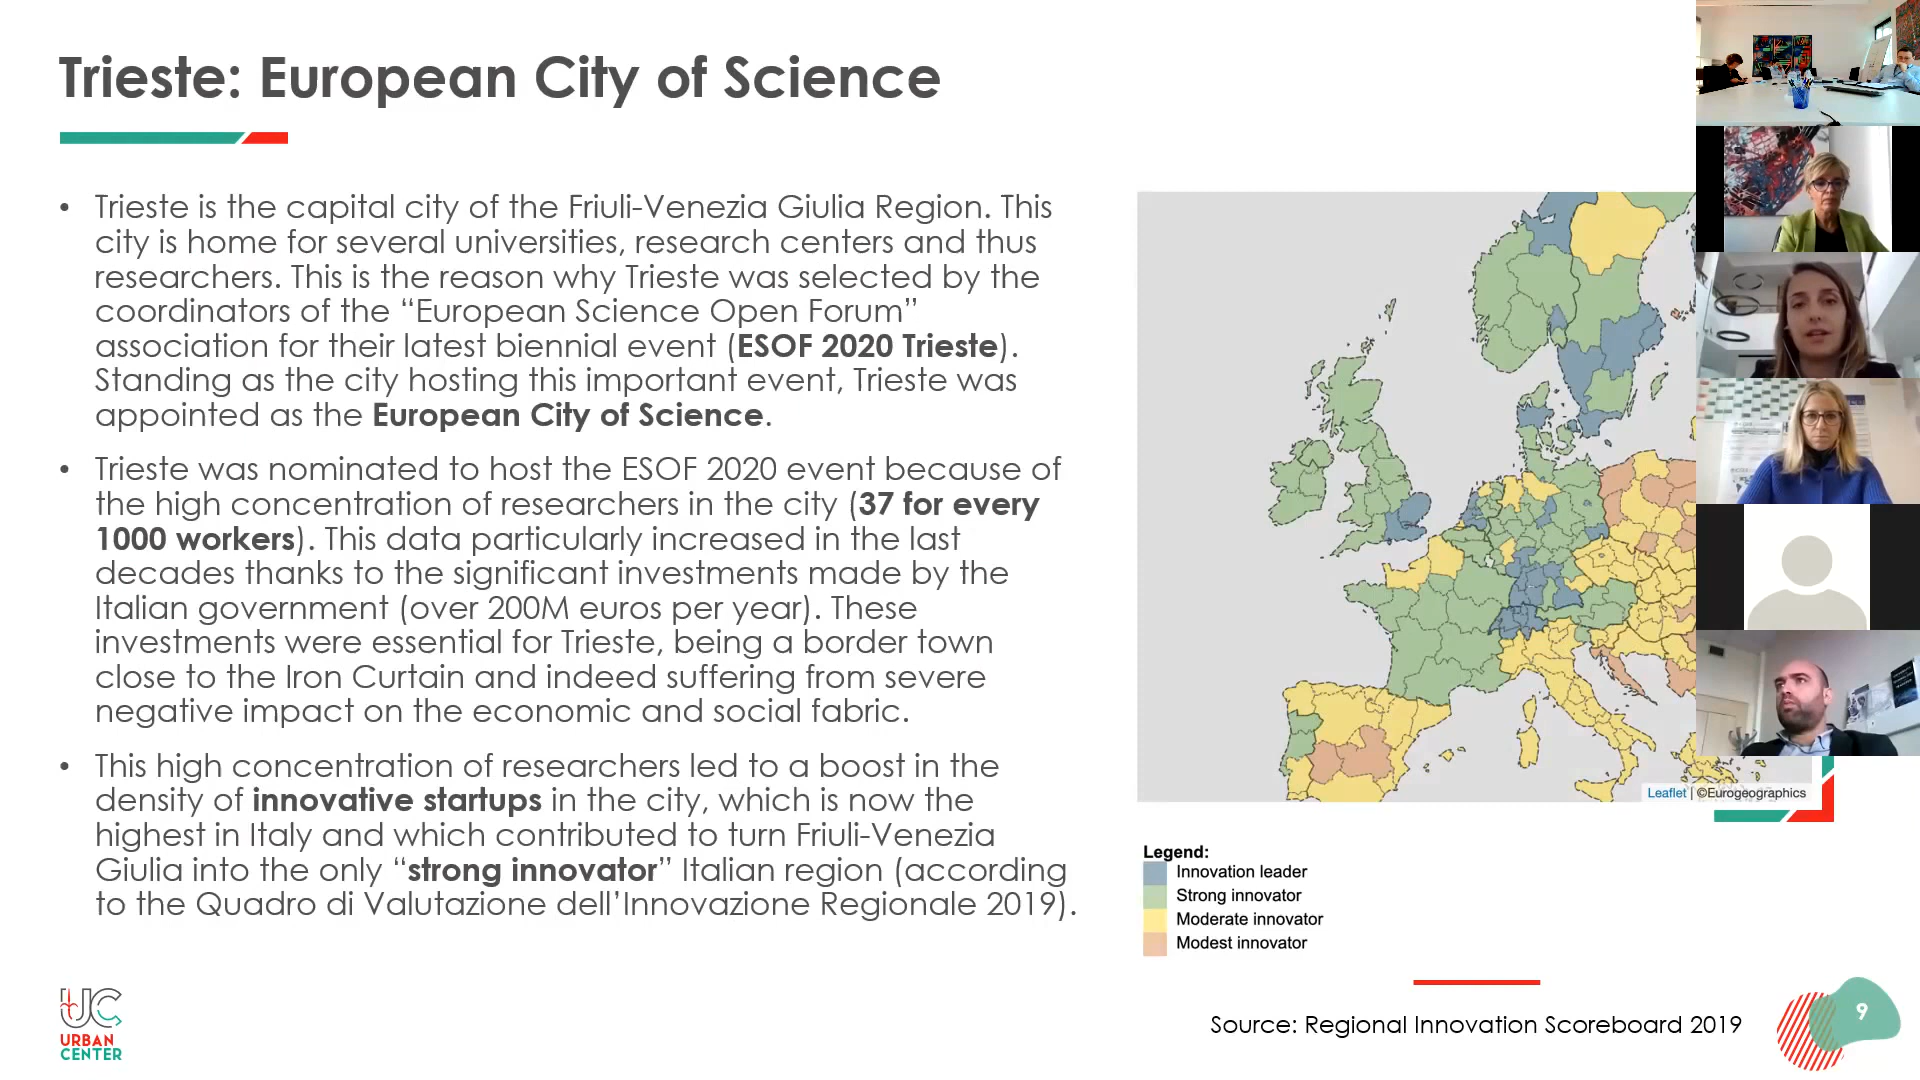 Trieste: European City of Science
• Trieste is the capital city of the Friuli-Venezia Giulia Region. This
city is home for several universities, research centers and thus
researchers. This is the reason why Trieste was selected by the
coordinators of the “European Science Open Forum”
association for their latest biennial event (ESOF 2020 Trieste).
Standing as the city hosting this important event, Trieste was
appointed as the European City of Science.
• Trieste was nominated to host the ESOF 2020 event because of
the high concentration of researchers in the city (37 for every
1000 workers). This data particularly increased in the last
decades thanks to the significant investments made by the
Italian government (over 200M euros per year). These
investments were essential for Trieste, being a border town
close to the Iron Curtain and indeed suffering from severe
negative impact on the economic and social fabric.
• This high concentration of researchers led to a boost in the
density of innovative startups in the city, which is now the
highest in Italy and which contributed to turn Friuli-Venezia
Giulia into the only “strong innovator” Italian region (according
to the Quadro di Valutazione dell’Innovazione Regionale 2019).
Leaflet | ©Eurogeographics
Legend:
Innovation leader
Strong innovator
Moderate innovator
Modest innovator
Source: Regional Innovation Scoreboard 2019
9
UC
URBAN
CENTER